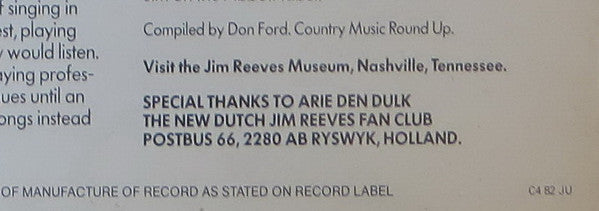 singing in
playing
would listen.
ying profes-
ues until an
ongs instead
Compiled by Don Ford. Country Music Round Up.
Visit the Jim Reeves Museum, Nashville, Tennessee.
SPECIAL THANKS TO ARIE DEN DULK
THE NEW DUTCH JIM REEVES FAN CLUB
POSTBUS 66, 2280 AB RYSWYK, HOLLAND.
OF MANUFACTURE OF RECORD AS STATED ON RECORD LABEL
C4 82 JU